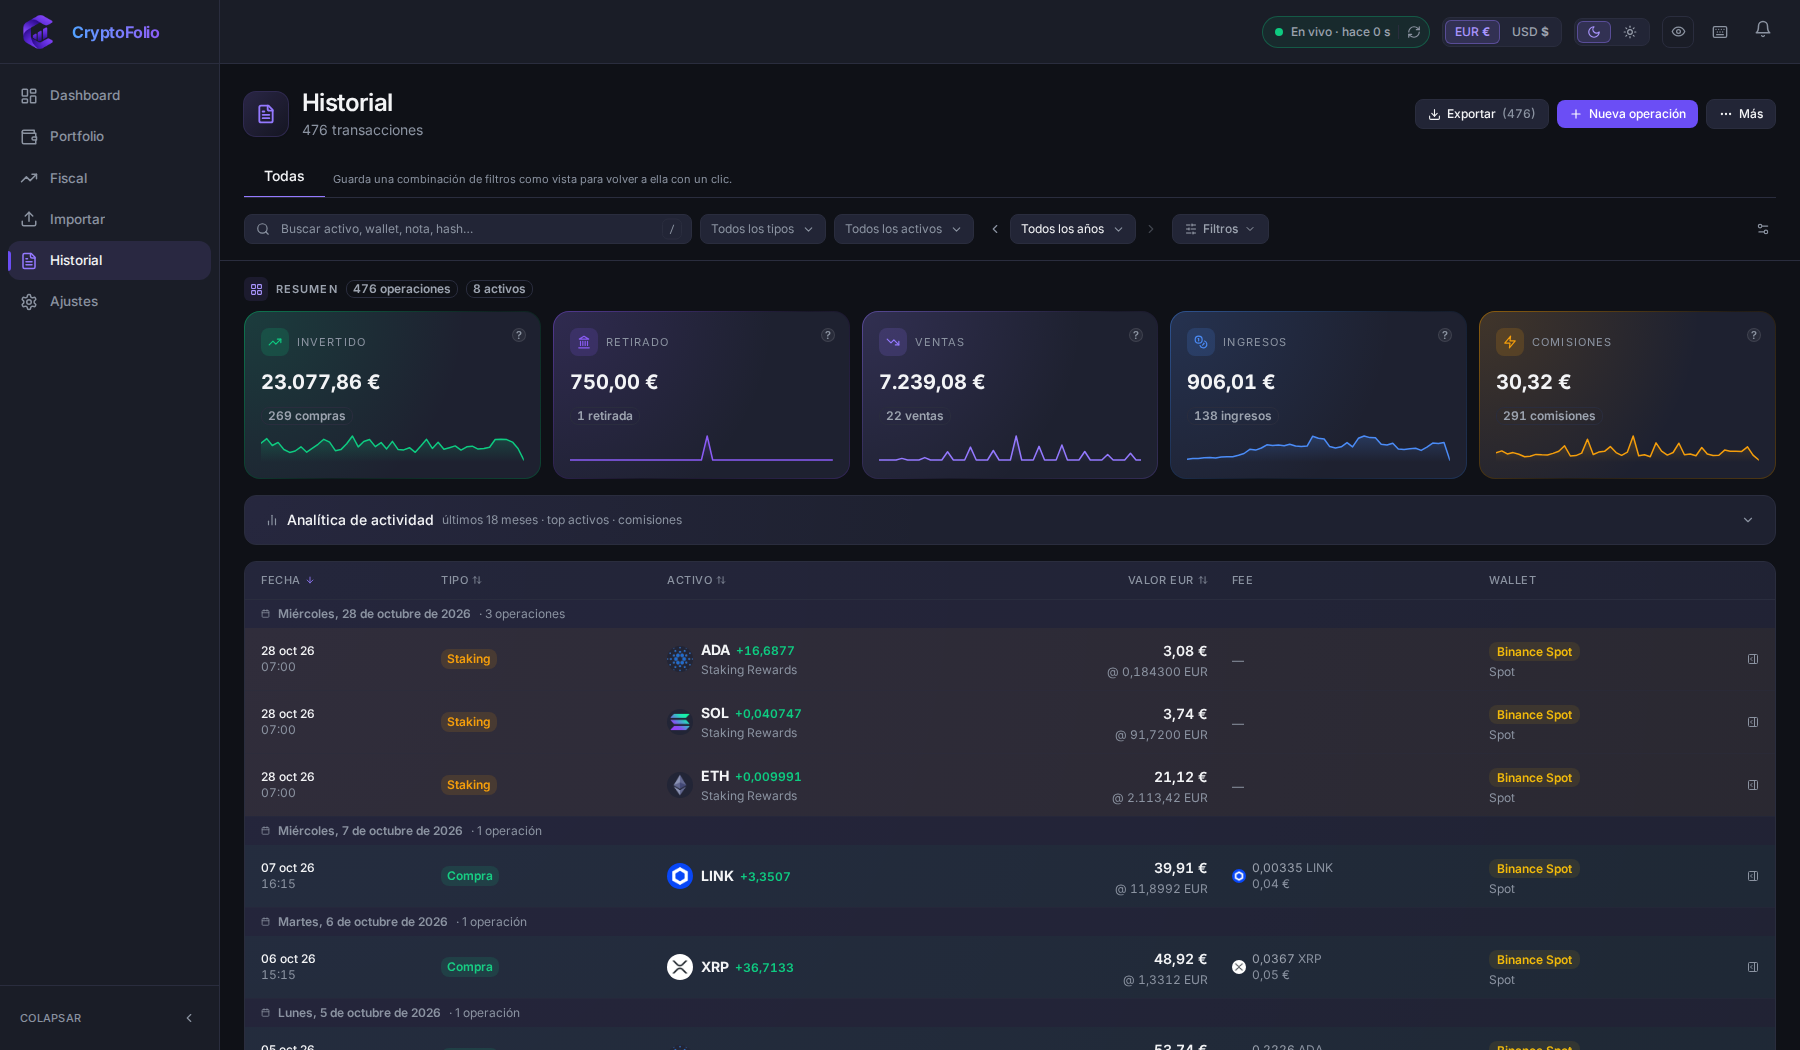 CryptoFolio
En vivo · hace 0 s
EUR €
USD $
Dashboard
Portfolio
Fiscal
Importar
Historial
Ajustes
COLAPSAR
Historial
476 transacciones
Exportar (476)
Nueva operación
Más
Todas
Guarda una combinación de filtros como vista para volver a ella con un clic.
Buscar activo, wallet, nota, hash...
/
Todos los tipos
Todos los activos
Todos los años
Filtros
RESUMEN
476 operaciones
8 activos
INVERTIDO
?
23.077,86 €
269 compras
RETIRADO
?
750,00 €
1 retirada
VENTAS
?
7.239,08 €
22 ventas
INGRESOS
?
906,01 €
138 ingresos
COMISIONES
?
30,32 €
291 comisiones
Analítica de actividad
últimos 18 meses · top activos · comisiones
FECHA
TIPO
ACTIVO
VALOR EUR
FEE
WALLET
Miércoles, 28 de octubre de 2026 · 3 operaciones
28 oct 26
07:00
Staking
ADA +16,6877
Staking Rewards
3,08 €
@ 0,184300 EUR
—
Binance Spot
Spot
28 oct 26
07:00
Staking
SOL +0,040747
Staking Rewards
3,74 €
@ 91,7200 EUR
—
Binance Spot
Spot
28 oct 26
07:00
Staking
ETH +0,009991
Staking Rewards
21,12 €
@ 2.113,42 EUR
—
Binance Spot
Spot
Miércoles, 7 de octubre de 2026 · 1 operación
07 oct 26
16:15
Compra
LINK +3,3507
39,91 €
@ 11,8992 EUR
0,00335 LINK
0,04 €
Binance Spot
Spot
Martes, 6 de octubre de 2026 · 1 operación
06 oct 26
15:15
Compra
XRP +36,7133
48,92 €
@ 1,3312 EUR
0,0367 XRP
0,05 €
Binance Spot
Spot
Lunes, 5 de octubre de 2026 · 1 operación
05 oct 26
53,74 €
0,2226 ADA
Binance Spot